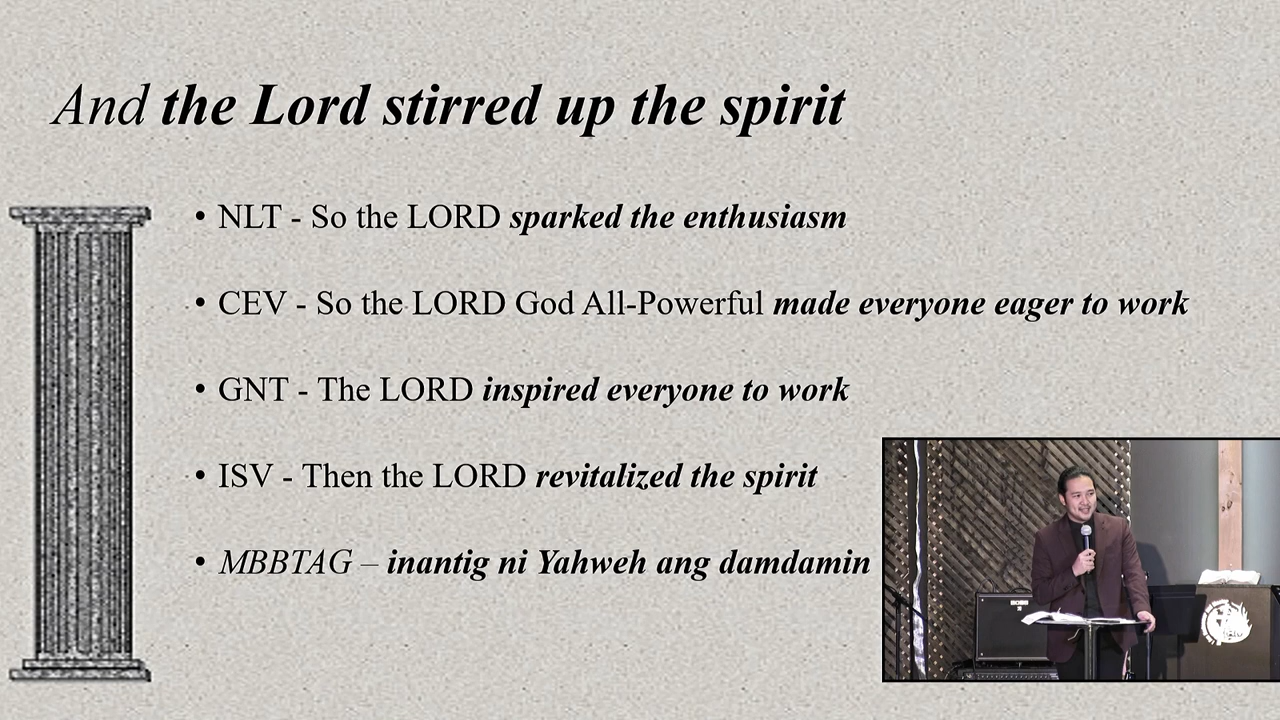 And the Lord stirred up the spirit
• NLT - So the LORD sparked the enthusiasm
• CEV - So the LORD God All-Powerful made everyone eager to work
• GNT - The LORD inspired everyone to work
• ISV - Then the LORD revitalized the spirit
• MBBTAG – inantig ni Yahweh ang damdamin